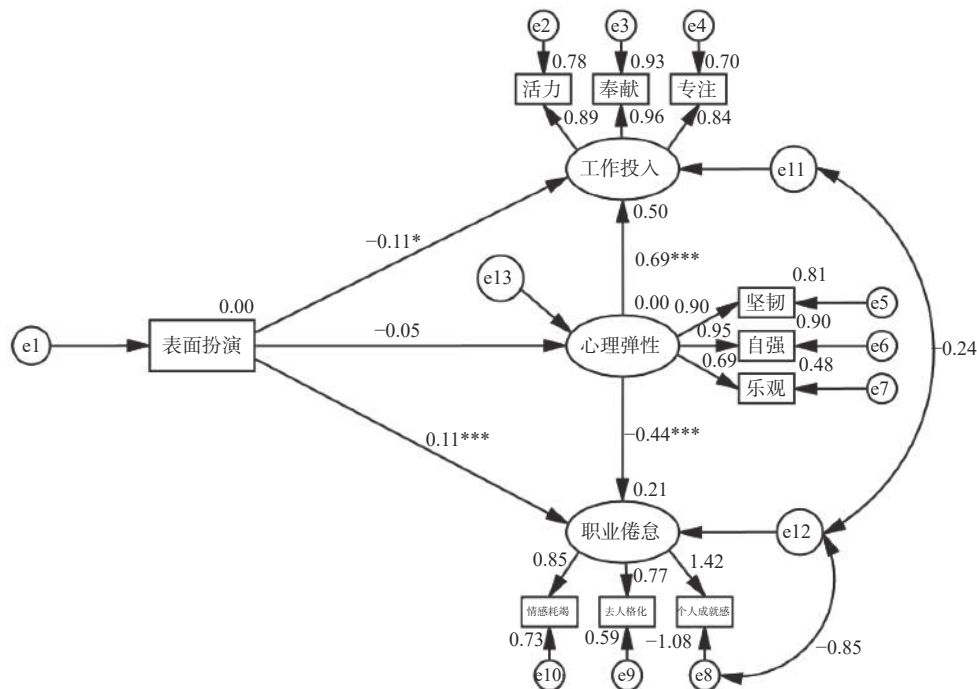 e2
e3
e4
0.78
0.93
0.70
活力
奉献
专注
0.89
0.96
0.84
工作投入
e11
0.50
−0.11*
0.69***
e13
0.81
0.00
0.00
0.90
坚韧
e5
e1
表面扮演
−0.05
心理弹性
0.95
0.90
自强
e6
−0.24
0.69
0.48
乐观
e7
0.11***
−0.44***
0.21
职业倦怠
e12
0.85
0.77
1.42
情感耗竭
去人格化
个人成就感
0.73
0.59
−1.08
−0.85
e10
e9
e8